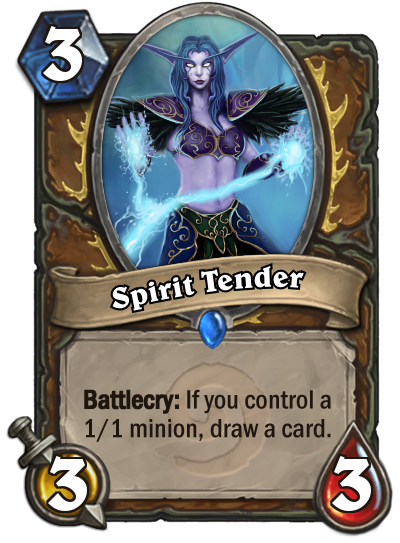 3
Spirit Tender
Battlecry: If you control a
1/1 minion, draw a card.
3 3